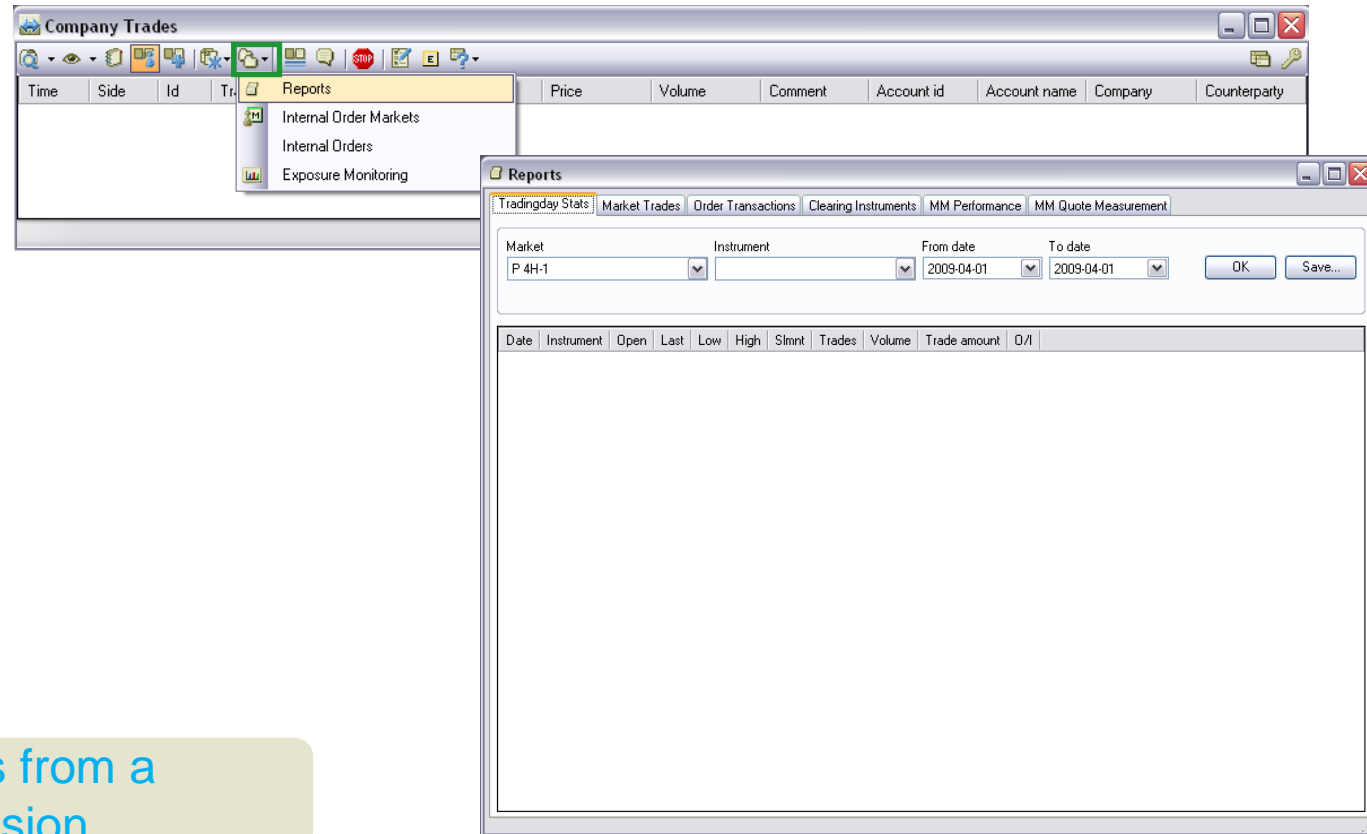 Company Trades
STOP E
Time Side Id Price Volume Comment Account id Account name Company Counterparty
Reports
Internal Order Markets
Internal Orders
Exposure Monitoring
Reports
Tradingday Stats Market Trades Order Transactions Clearing Instruments MM Performance MM Quote Measurement
Market Instrument From date To date
P 4H-1 2009-04-01 2009-04-01 OK Save...
Date Instrument Open Last Low High Slmnt Trades Volume Trade amount O/I
from a